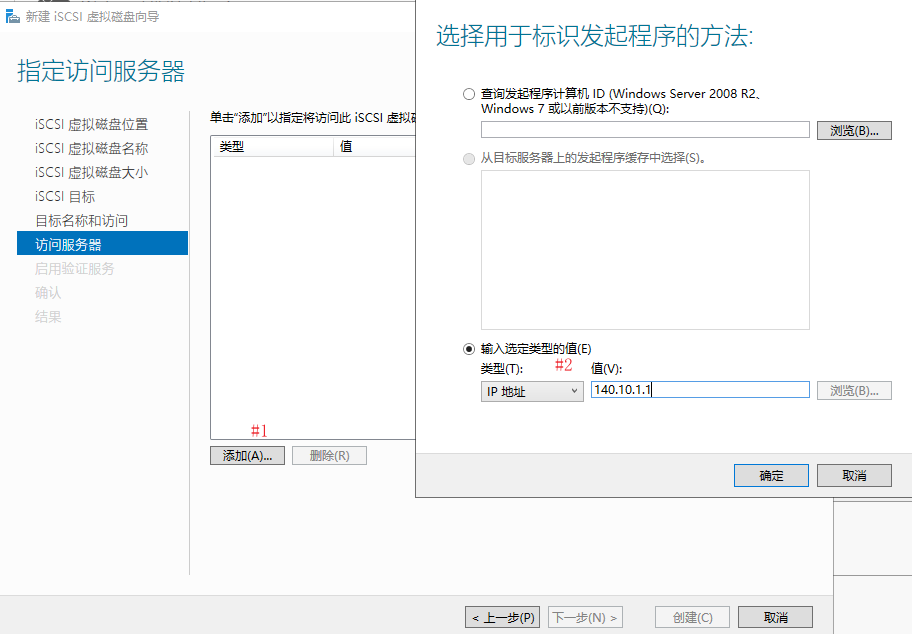 新建 iSCSI 虚拟磁盘向导
指定访问服务器
iSCSI 虚拟磁盘位置
iSCSI 虚拟磁盘名称
iSCSI 虚拟磁盘大小
iSCSI 目标
目标名称和访问
访问服务器
启用验证服务
确认
结果
单击“添加”以指定将访问此 iSCSI 虚拟
类型 值
#1
添加(A)... 删除(R)
选择用于标识发起程序的方法:
查询发起程序计算机 ID (Windows Server 2008 R2、
Windows 7 或以前版本不支持)(Q):
浏览(B)...
从目标服务器上的发起程序缓存中选择(S)。
输入选定类型的值(E)
类型(T): #2 值(V):
IP 地址 140.10.1.1 浏览(B)...
确定 取消
< 上一步(P) 下一步(N) > 创建(C) 取消